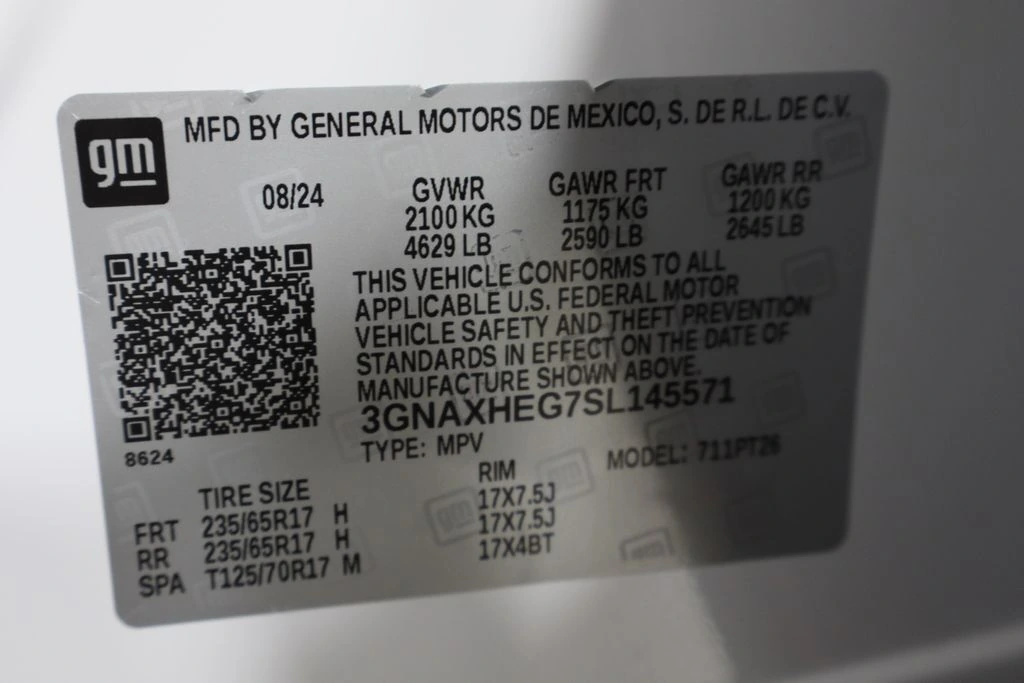 gm
MFD BY GENERAL MOTORS DE MEXICO, S. DE R.L. DE C.V.
08/24 GVWR GAWR FRT GAWR RR
2100 KG 1175 KG 1200 KG
4629 LB 2590 LB 2645 LB
THIS VEHICLE CONFORMS TO ALL
APPLICABLE U.S. FEDERAL MOTOR
VEHICLE SAFETY AND THEFT PREVENTION
STANDARDS IN EFFECT ON THE DATE OF
MANUFACTURE SHOWN ABOVE.
3GNAXHEG7SL145571
8624 TYPE: MPV MODEL: 711PT26
TIRE SIZE RIM
FRT 235/65R17 H 17X7.5J
RR 235/65R17 H 17X7.5J
SPA T125/70R17 M 17X4BT